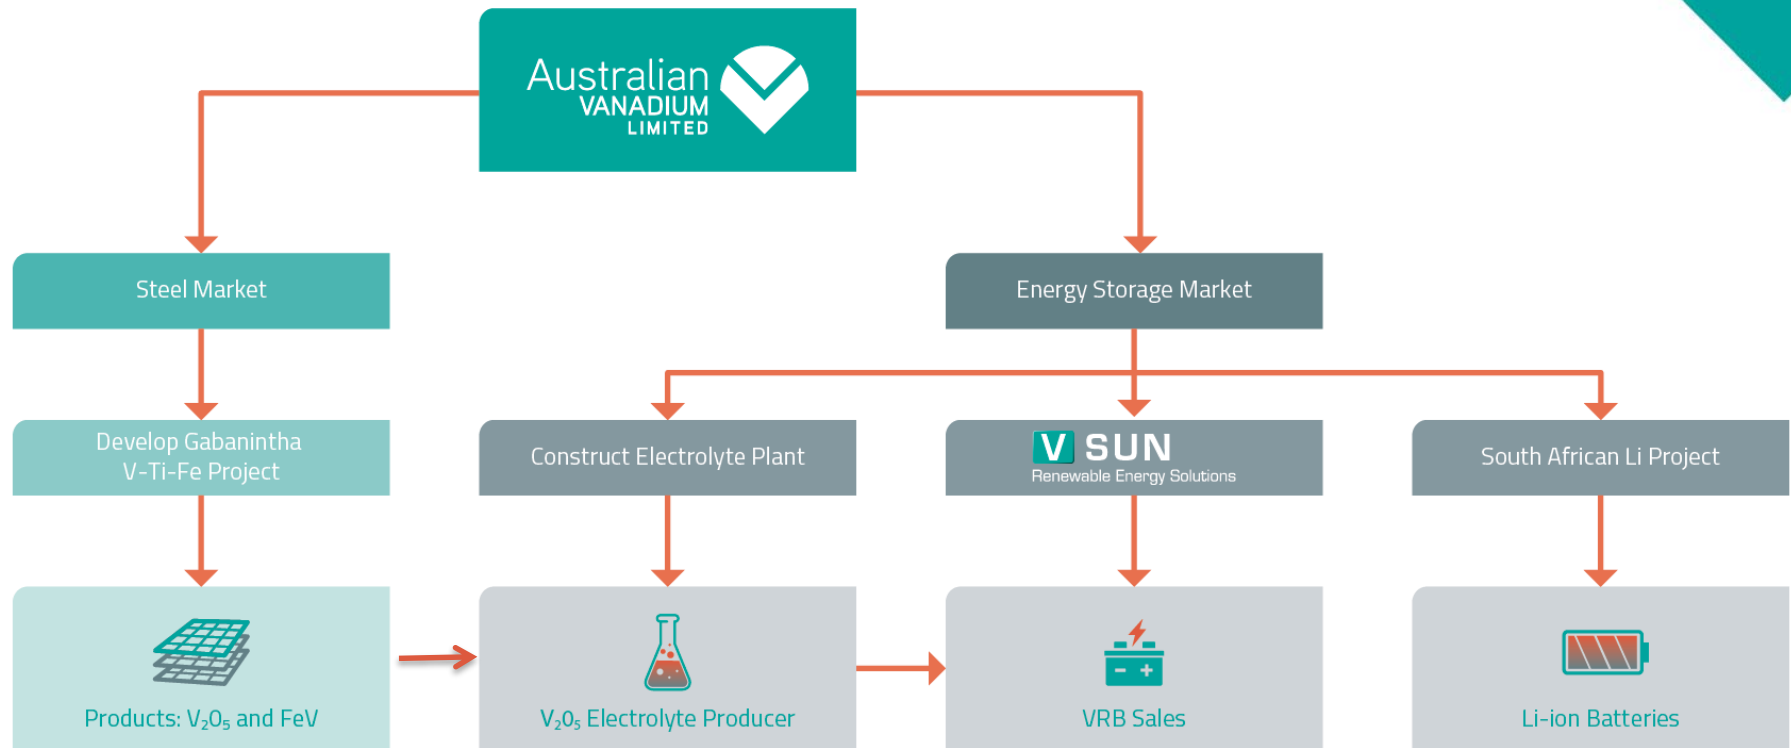 Australian
VANADIUM
LIMITED
Steel Market
Energy Storage Market
Develop Gabanintha
V-Ti-Fe Project
Construct Electrolyte Plant
V SUN
Renewable Energy Solutions
South African Li Project
Products: V₂O₅ and FeV
V₂O₅ Electrolyte Producer
- +
VRB Sales
Li-ion Batteries